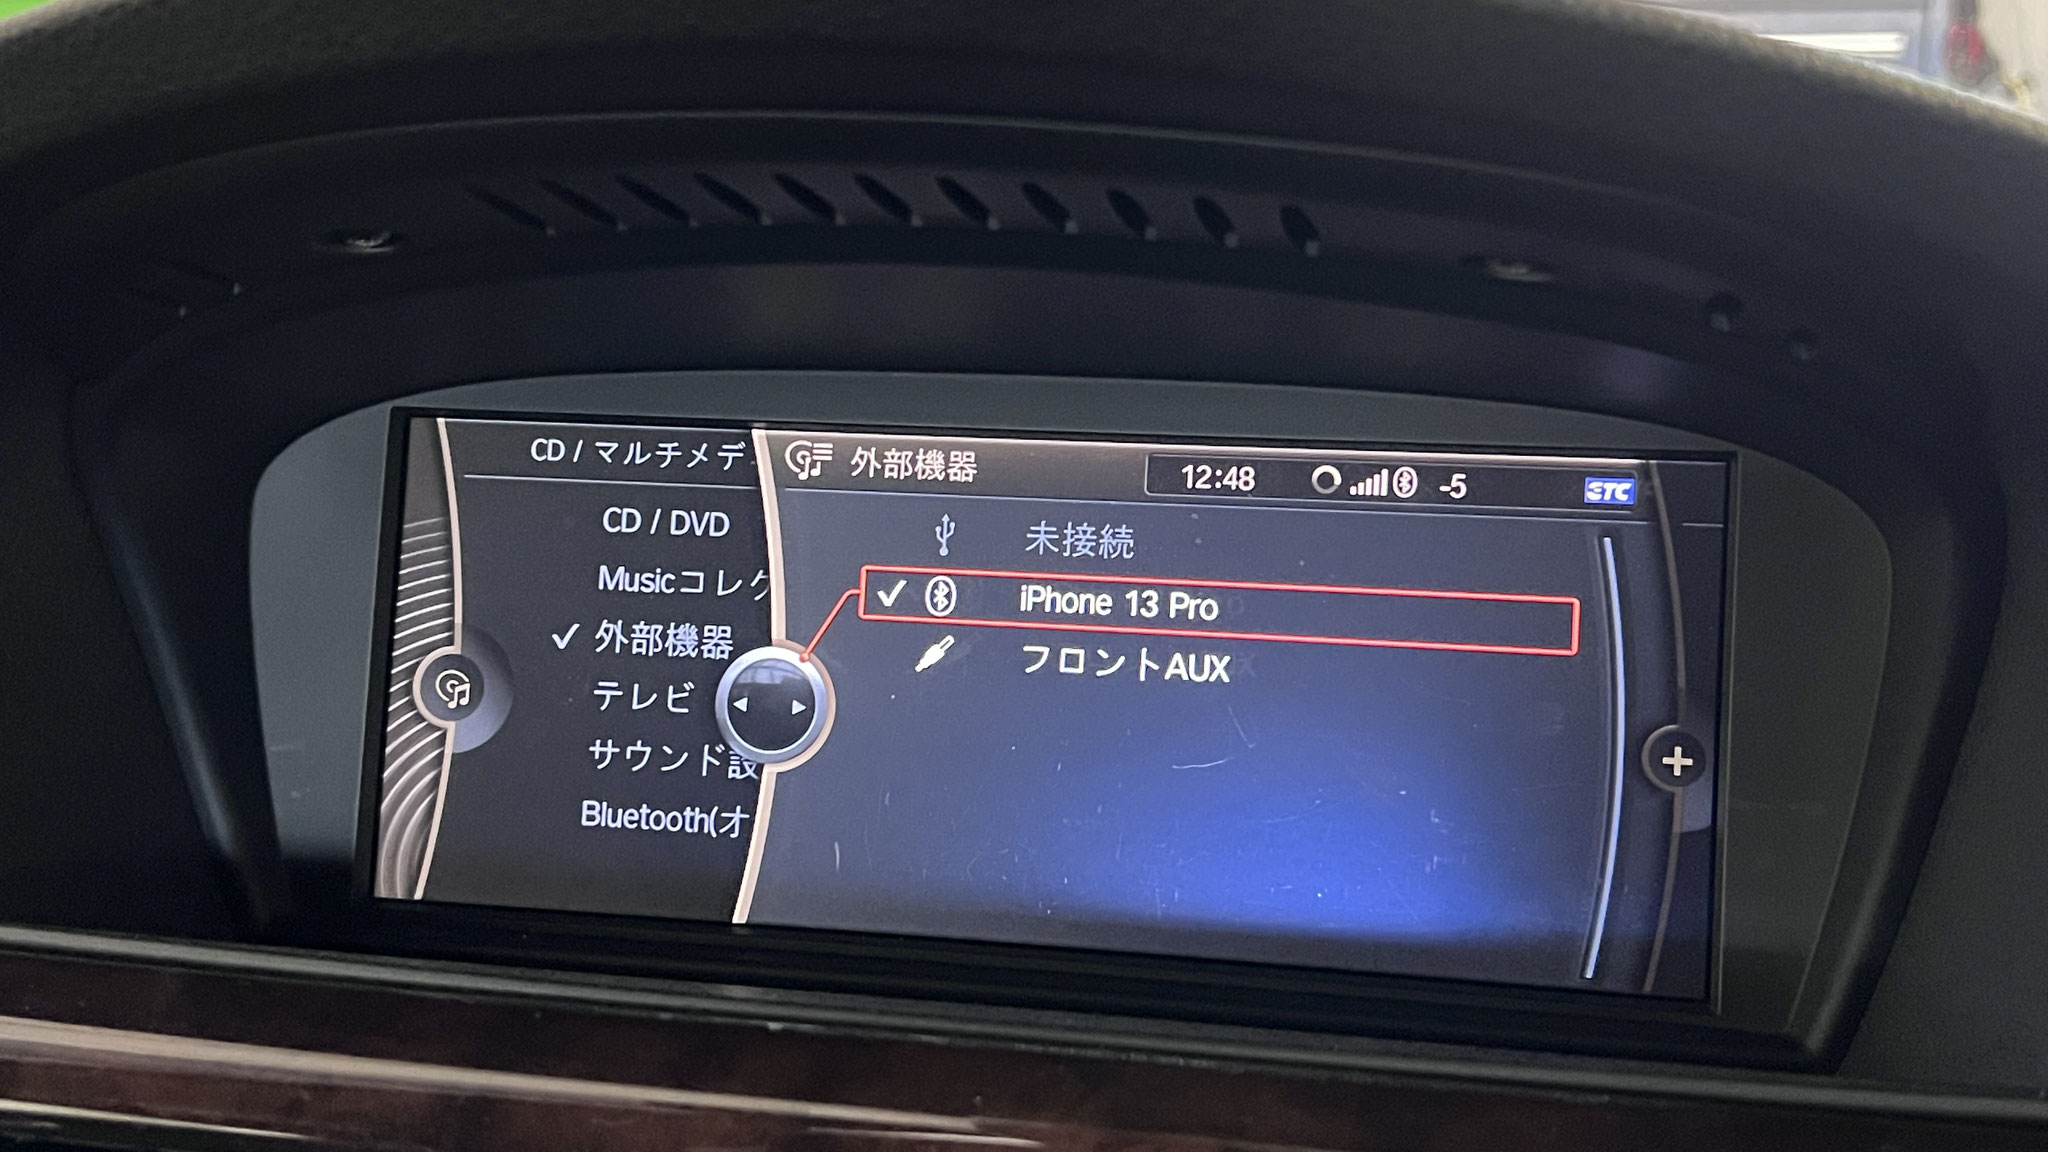 CD / マルチメデ
CD / DVD
Musicコレク
外部機器
テレビ
サウンド設
Bluetooth(オ
外部機器
12:48
-5
ETC
未接続
iPhone 13 Pro
フロントAUX